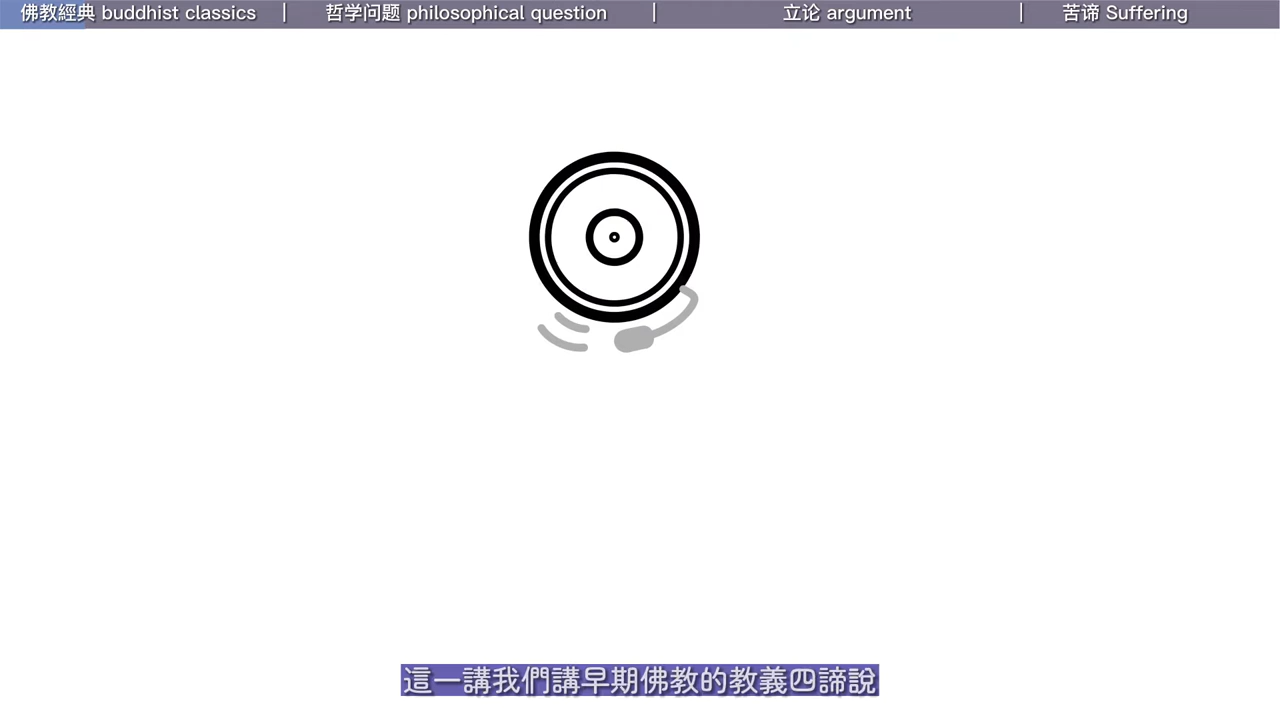 佛教經典 buddhist classics | 哲学问题 philosophical question | 立论 argument | 苦谛 Suffering
這一講我們講早期佛教的教義四諦說